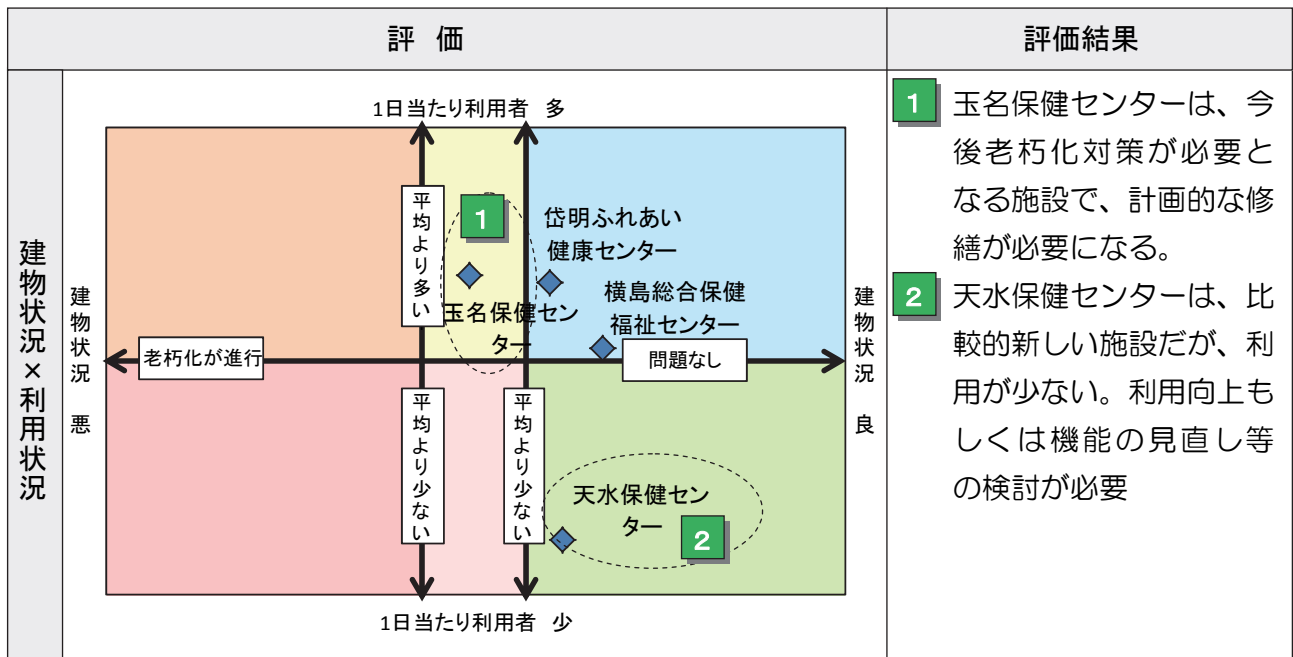 評 価
評価結果
建物状況×利用状況
1日当たり利用者 多
平均より多い
1
岱明ふれあい
健康センター
玉名保健セン
ター
横島総合保健
福祉センター
建物状況 悪
老朽化が進行
問題なし
建物状況 良
平均より少ない
平均より少ない
天水保健セン
ター
2
1日当たり利用者 少
1 玉名保健センターは、今
後老朽化対策が必要と
なる施設で、計画的な修
繕が必要になる。
2 天水保健センターは、比
較的新しい施設だが、利
用が少ない。利用向上も
しくは機能の見直し等
の検討が必要